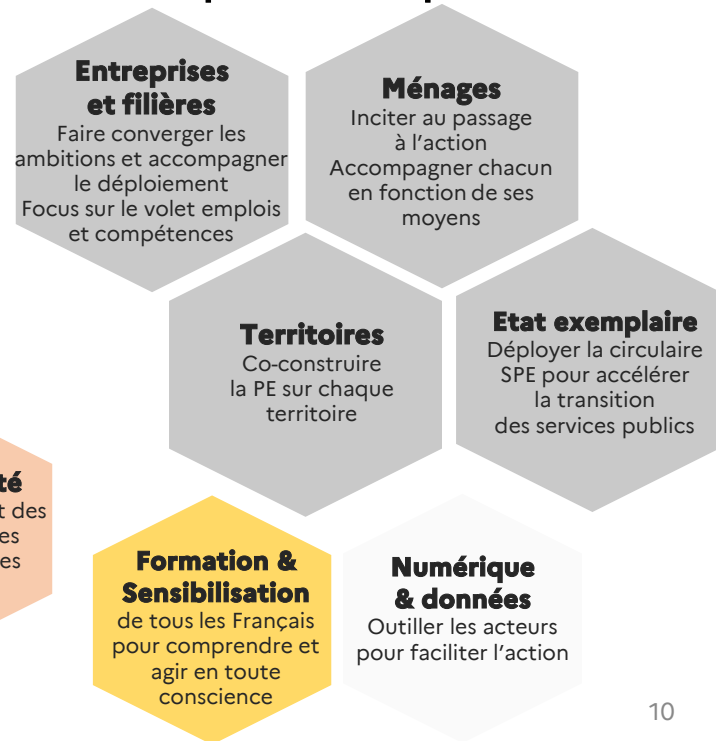 Entreprises
et filières
Faire converger les
ambitions et accompagner
le déploiement
Focus sur le volet emplois
et compétences
Ménages
Inciter au passage
à l'action
Accompagner chacun
en fonction de ses
moyens
Territoires
Co-construire
la PE sur chaque
territoire
Etat exemplaire
Déployer la circulaire
SPE pour accélérer
la transition
des services publics
té
t des
es
es
Formation &
Sensibilisation
de tous les Français
pour comprendre et
agir en toute
conscience
Numérique
& données
Outiller les acteurs
pour faciliter l'action
10